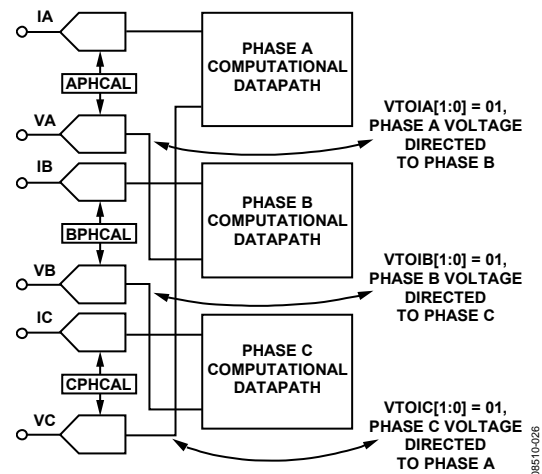 IA
PHASE A
COMPUTATIONAL
DATAPATH
APHCAL
VA
VTOIA[1:0] = 01,
PHASE A VOLTAGE
DIRECTED
TO PHASE B
IB
PHASE B
COMPUTATIONAL
DATAPATH
BPHCAL
VB
VTOIB[1:0] = 01,
PHASE B VOLTAGE
DIRECTED
TO PHASE C
IC
PHASE C
COMPUTATIONAL
DATAPATH
CPHCAL
VC
VTOIC[1:0] = 01,
PHASE C VOLTAGE
DIRECTED
TO PHASE A
08510-026